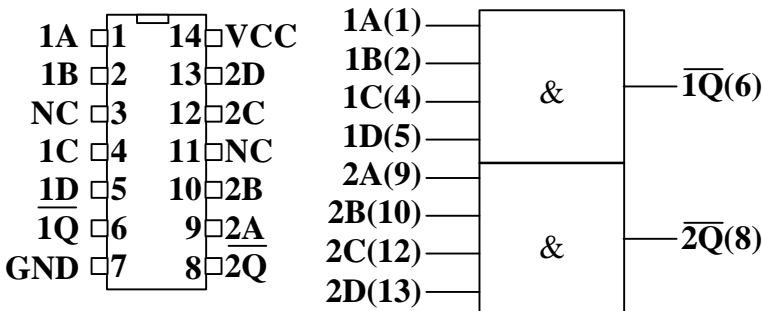 1A 1 14 VCC
1B 2 13 2D
NC 3 12 2C
1C 4 11 NC
1D 5 10 2B
1Q̅ 6 9 2A
GND 7 8 2Q̅
1A(1)
1B(2)
1C(4)
1D(5)
& 1Q̅(6)
2A(9)
2B(10)
2C(12)
2D(13)
& 2Q̅(8)